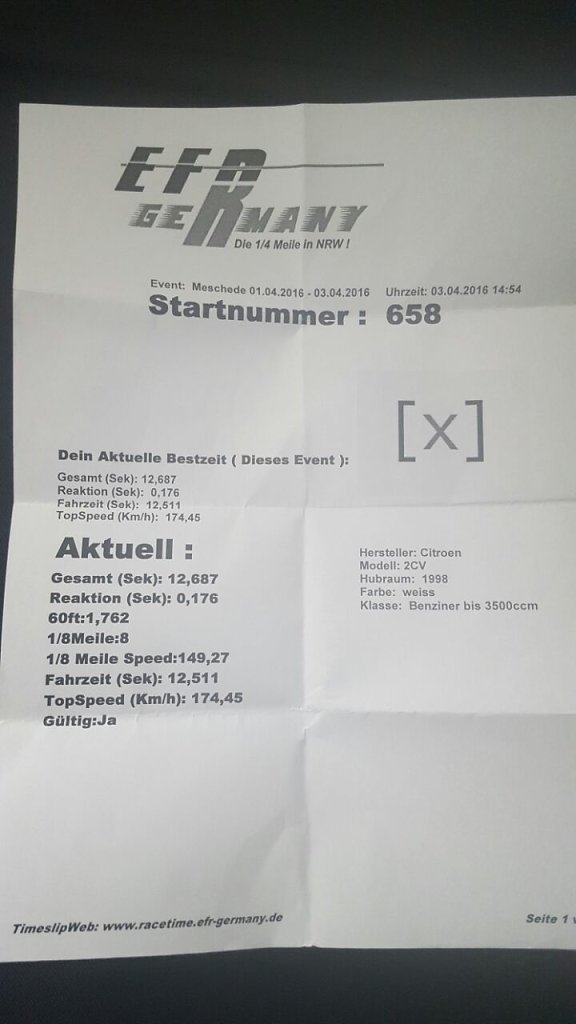 EFR
GERMANY
Die 1/4 Meile in NRW !
Event: Meschede 01.04.2016 - 03.04.2016 Uhrzeit: 03.04.2016 14:54
Startnummer : 658
[x]
Dein Aktuelle Bestzeit ( Dieses Event ):
Gesamt (Sek): 12,687
Reaktion (Sek): 0,176
Fahrzeit (Sek): 12,511
TopSpeed (Km/h): 174,45
Aktuell :
Gesamt (Sek): 12,687
Reaktion (Sek): 0,176
60ft:1,762
1/8Meile:8
1/8 Meile Speed:149,27
Fahrzeit (Sek): 12,511
TopSpeed (Km/h): 174,45
Gültig:Ja
Hersteller: Citroen
Modell: 2CV
Hubraum: 1998
Farbe: weiss
Klasse: Benziner bis 3500ccm
TimeslipWeb: www.racetime.efr-germany.de
Seite 1